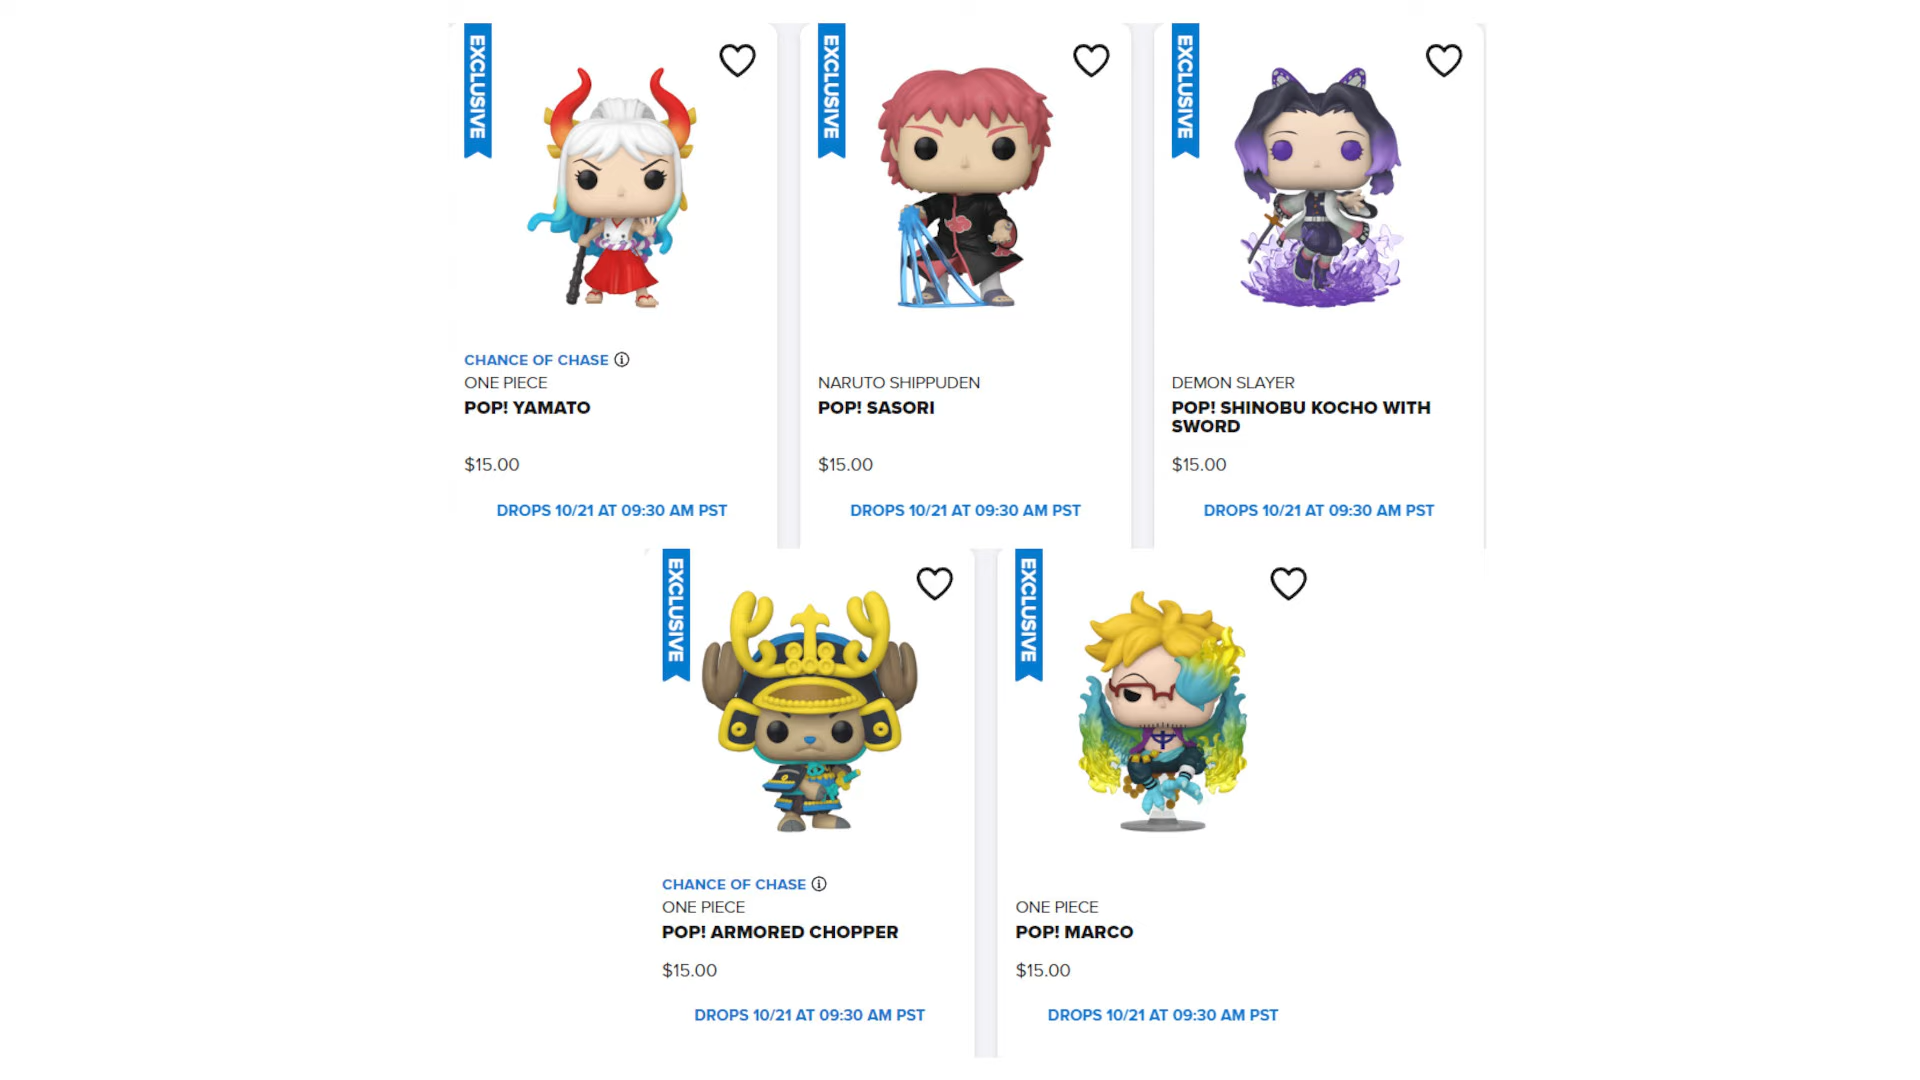 EXCLUSIVE
CHANCE OF CHASE
ONE PIECE
POP! YAMATO
$15.00
DROPS 10/21 AT 09:30 AM PST
EXCLUSIVE
NARUTO SHIPPUDEN
POP! SASORI
$15.00
DROPS 10/21 AT 09:30 AM PST
EXCLUSIVE
DEMON SLAYER
POP! SHINOBU KOCHO WITH
SWORD
$15.00
DROPS 10/21 AT 09:30 AM PST
EXCLUSIVE
CHANCE OF CHASE
ONE PIECE
POP! ARMORED CHOPPER
$15.00
DROPS 10/21 AT 09:30 AM PST
EXCLUSIVE
ONE PIECE
POP! MARCO
$15.00
DROPS 10/21 AT 09:30 AM PST